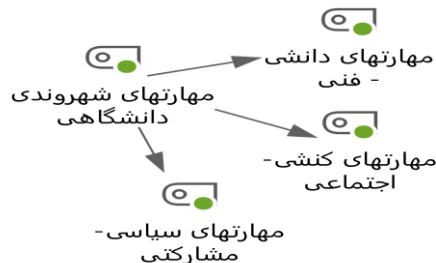 مهارتهای دانشی
- فنی
مهارتهای شهروندی
دانشگاهی
مهارتهای کنشی-
اجتماعی
مهارتهای سیاسی-
مشارکتی